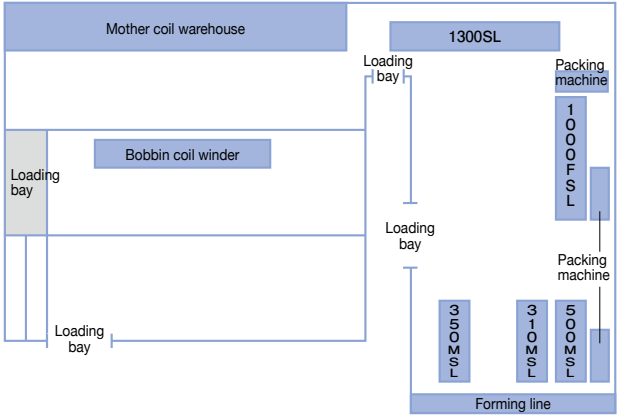 Mother coil warehouse
1300SL
Loading
bay
Packing
machine
1000FSL
Bobbin coil winder
Loading
bay
Loading
bay
Packing
machine
Loading
bay
350MSL
310MSL
500MSL
Forming line